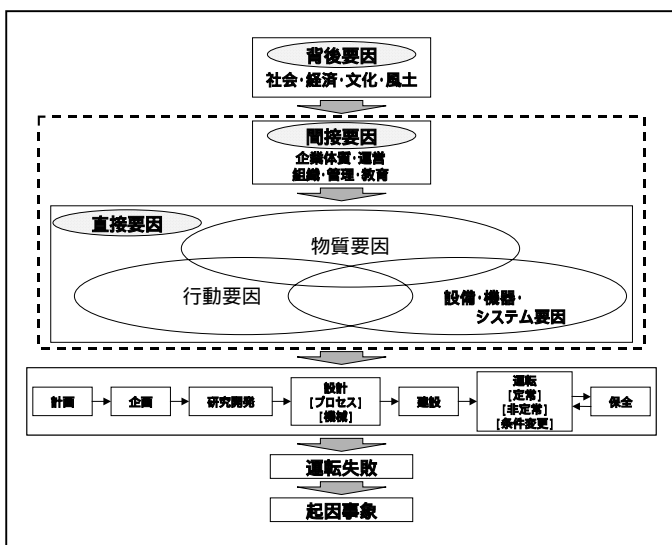 背後要因
社会・経済・文化・風土
間接要因
企業体質・運営
組織・管理・教育
直接要因
物質要因
行動要因
設備・機器・
システム要因
計画
企画
研究開発
設計
[プロセス]
[機械]
建設
運転
[定常]
[非定常]
[条件変更]
保全
運転失敗
起因事象